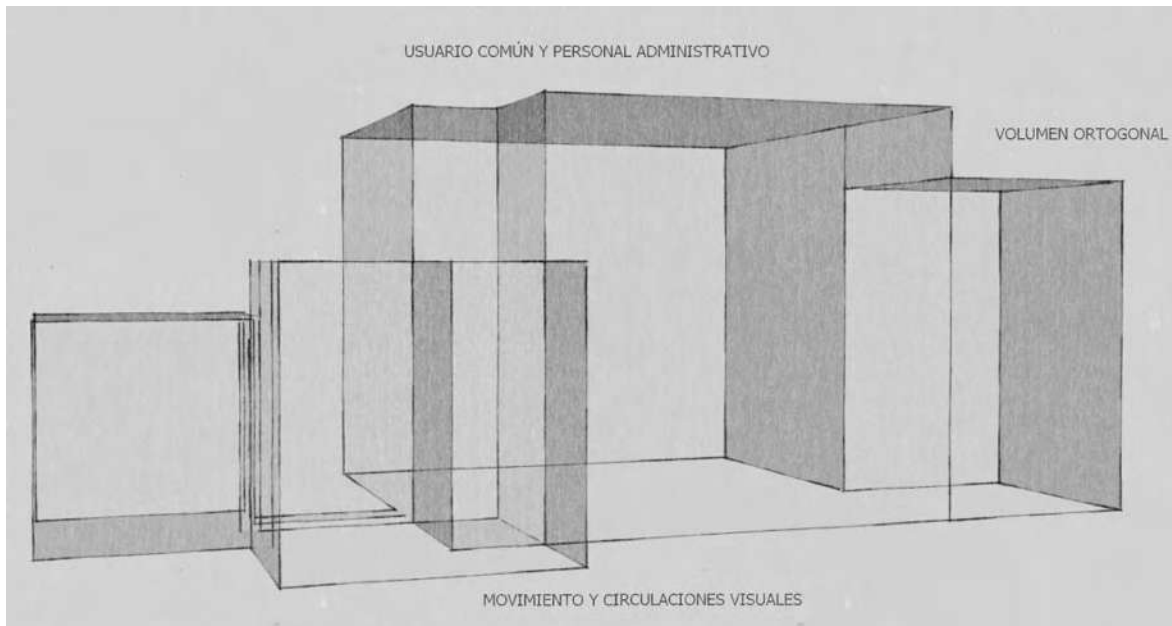 USUARIO COMÚN Y PERSONAL ADMINISTRATIVO
VOLUMEN ORTOGONAL
MOVIMIENTO Y CIRCULACIONES VISUALES